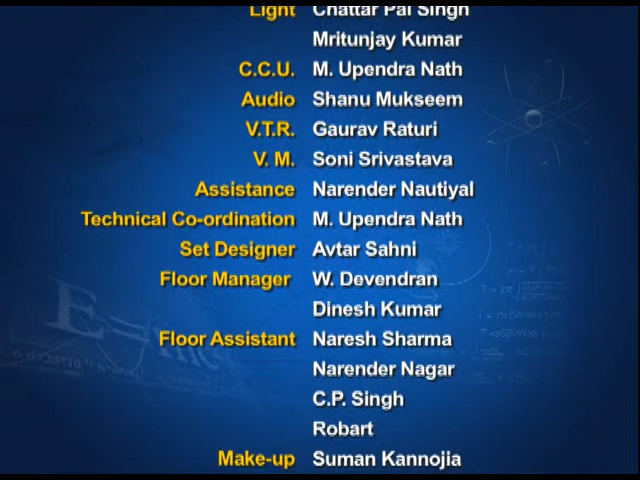 Light Chattar Pal Singh
Mritunjay Kumar
C.C.U. M. Upendra Nath
Audio Shanu Mukseem
V.T.R. Gaurav Raturi
V. M. Soni Srivastava
Assistance Narender Nautiyal
Technical Co-ordination M. Upendra Nath
Set Designer Avtar Sahni
Floor Manager W. Devendran
Dinesh Kumar
Floor Assistant Naresh Sharma
Narender Nagar
C.P. Singh
Robart
Make-up Suman Kannojia
E=mc